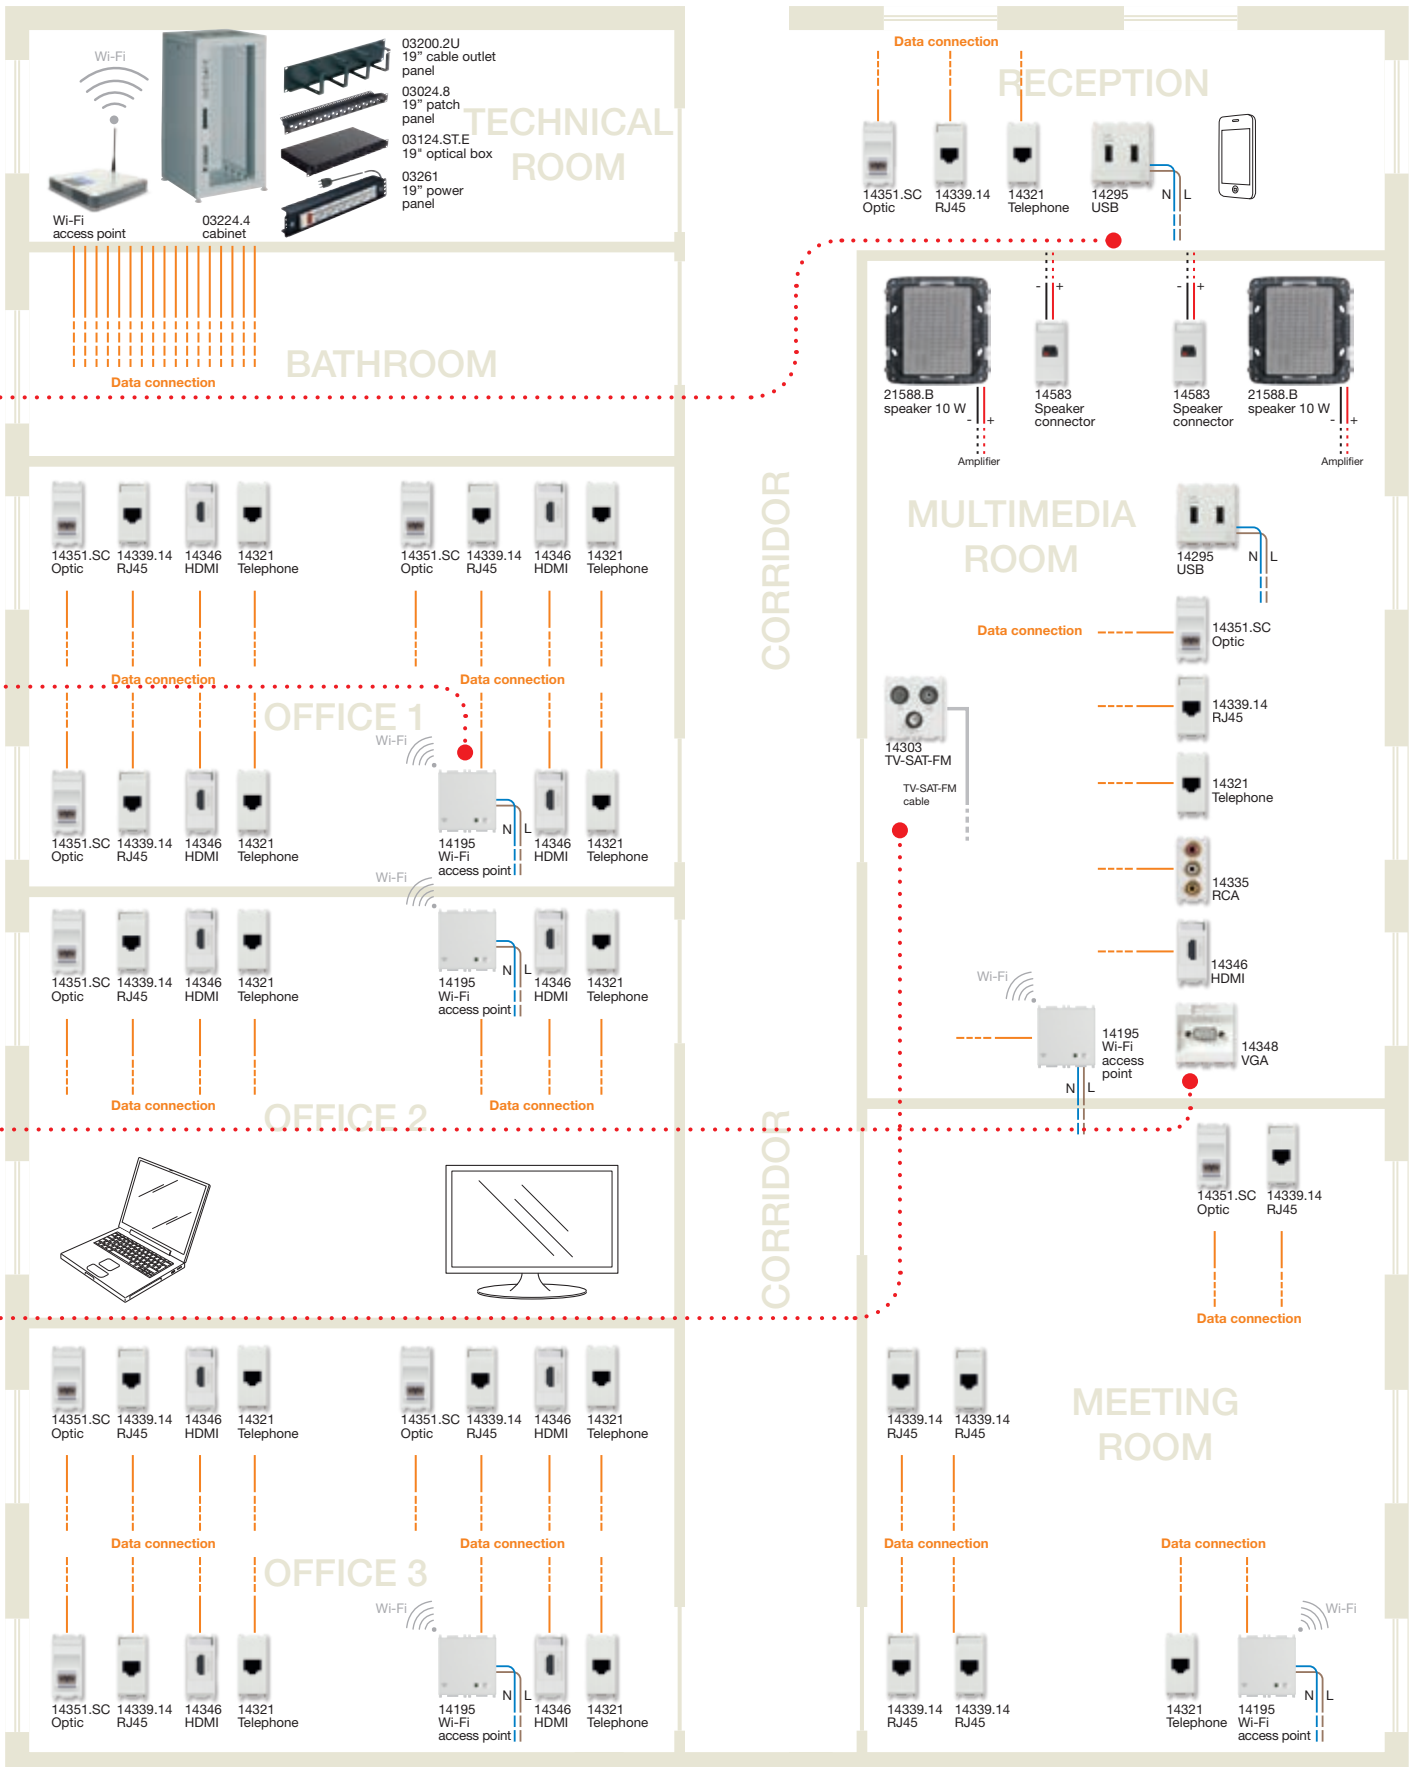 Wi-Fi
Wi-Fi
access point
03224.4
cabinet
03200.2U
19” cable outlet
panel
03024.8
19” patch
panel
03124.ST.E
19" optical box
03261
19” power
panel
TECHNICAL
ROOM
Data connection
BATHROOM
Data connection
RECEPTION
14351.SC
Optic
14339.14
RJ45
14321
Telephone
14295
USB
N
L
CORRIDOR
CORRIDOR
21588.B
speaker 10 W
-
+
Amplifier
-
+
14583
Speaker
connector
-
+
14583
Speaker
connector
21588.B
speaker 10 W
-
+
Amplifier
MULTIMEDIA
ROOM
14295
USB
N
L
Data connection
14351.SC
Optic
14339.14
RJ45
14303
TV-SAT-FM
TV-SAT-FM
cable
14321
Telephone
14335
RCA
14346
HDMI
Wi-Fi
14195
Wi-Fi
access
point
N
L
14348
VGA
14351.SC
Optic
14339.14
RJ45
14346
HDMI
14321
Telephone
14351.SC
Optic
14339.14
RJ45
14346
HDMI
14321
Telephone
Data connection
Data connection
OFFICE 1
Wi-Fi
14351.SC
Optic
14339.14
RJ45
14346
HDMI
14321
Telephone
14195
Wi-Fi
access point
N
L
14346
HDMI
14321
Telephone
Wi-Fi
14351.SC
Optic
14339.14
RJ45
14346
HDMI
14321
Telephone
14195
Wi-Fi
access point
N
L
14346
HDMI
14321
Telephone
Data connection
Data connection
OFFICE 2
14351.SC
Optic
14339.14
RJ45
Data connection
14351.SC
Optic
14339.14
RJ45
14346
HDMI
14321
Telephone
14351.SC
Optic
14339.14
RJ45
14346
HDMI
14321
Telephone
Data connection
Data connection
OFFICE 3
Wi-Fi
14351.SC
Optic
14339.14
RJ45
14346
HDMI
14321
Telephone
14195
Wi-Fi
access point
N
L
14346
HDMI
14321
Telephone
14339.14
RJ45
14339.14
RJ45
MEETING
ROOM
Data connection
Data connection
Wi-Fi
14339.14
RJ45
14339.14
RJ45
14321
Telephone
14195
Wi-Fi
access point
N
L